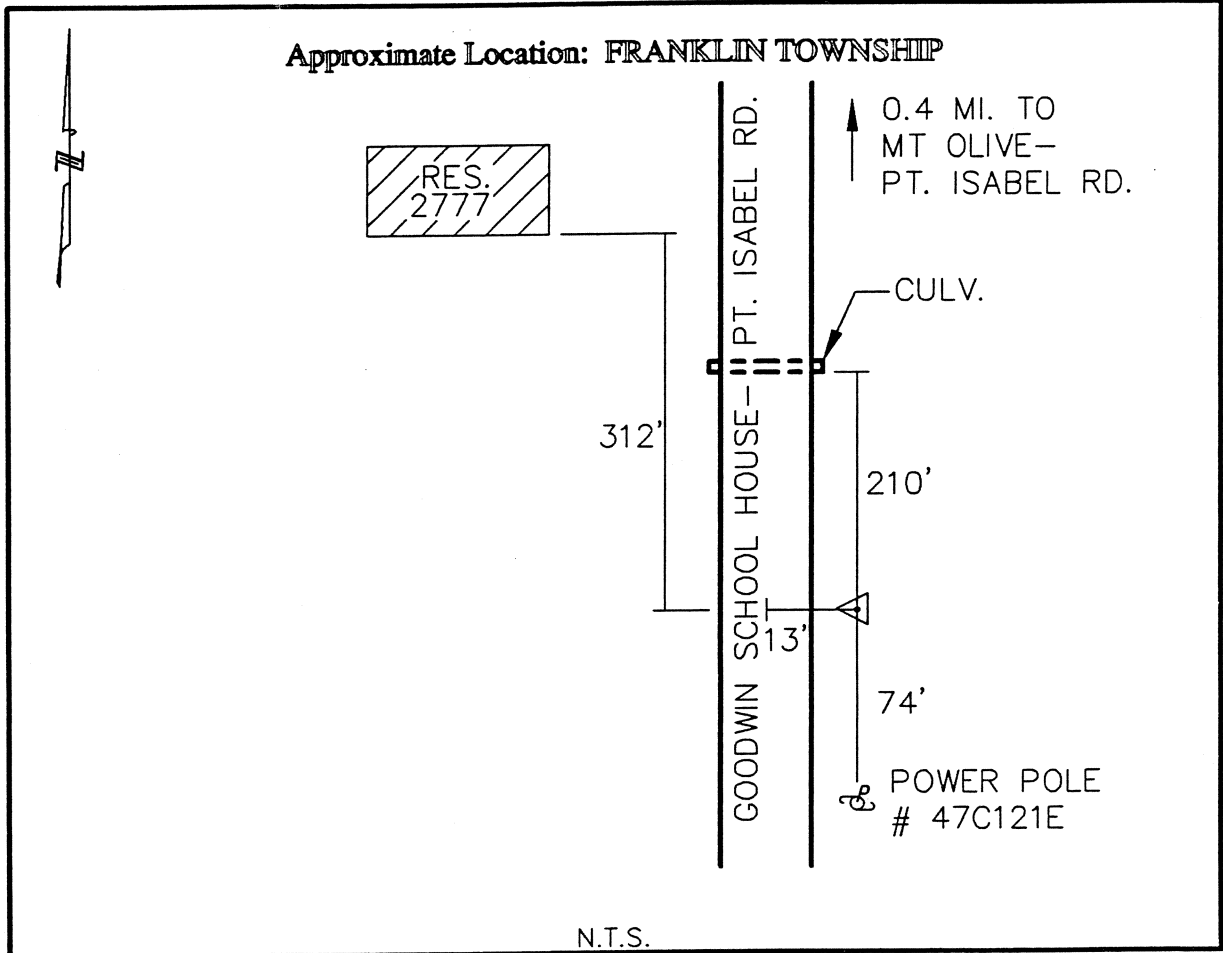 Approximate Location: FRANKLIN TOWNSHIP
N
RES.
2777
GOODWIN SCHOOL HOUSE-PT. ISABEL RD.
0.4 MI. TO
MT OLIVE-
PT. ISABEL RD.
CULV.
312'
210'
13'
74'
POWER POLE
# 47C121E
N.T.S.